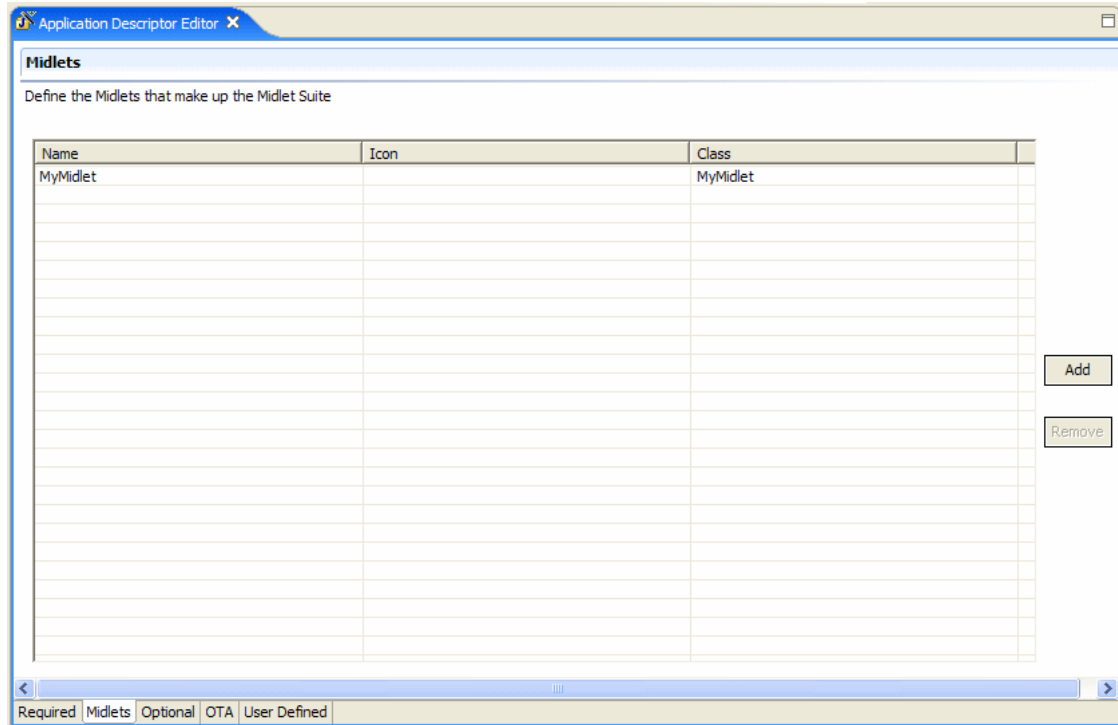 Application Descriptor Editor
Midlets
Define the Midlets that make up the Midlet Suite
Name Icon Class
MyMidlet MyMidlet
Add
Remove
Required Midlets Optional OTA User Defined